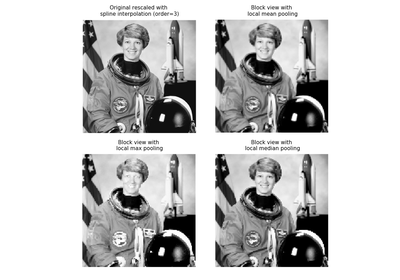 Original rescaled with
spline interpolation (order=3)
Block view with
local mean pooling
Block view with
local max pooling
Block view with
local median pooling